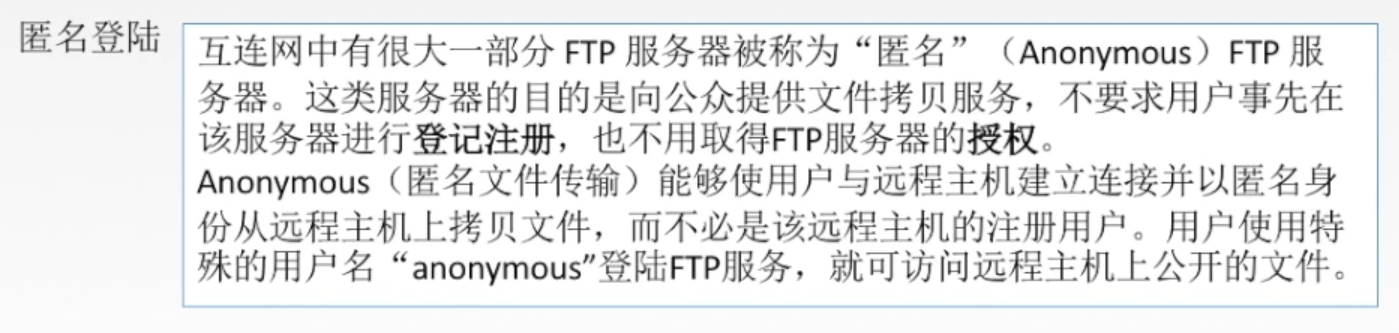 匿名登陆
互连网中有很大一部分 FTP 服务器被称为“匿名”（Anonymous）FTP 服
务器。这类服务器的目的是向公众提供文件拷贝服务，不要求用户事先在
该服务器进行登记注册，也不用取得FTP服务器的授权。
Anonymous（匿名文件传输）能够使用户与远程主机建立连接并以匿名身
份从远程主机上拷贝文件，而不必是该远程主机的注册用户。用户使用特
殊的用户名“anonymous”登陆FTP服务，就可访问远程主机上公开的文件。